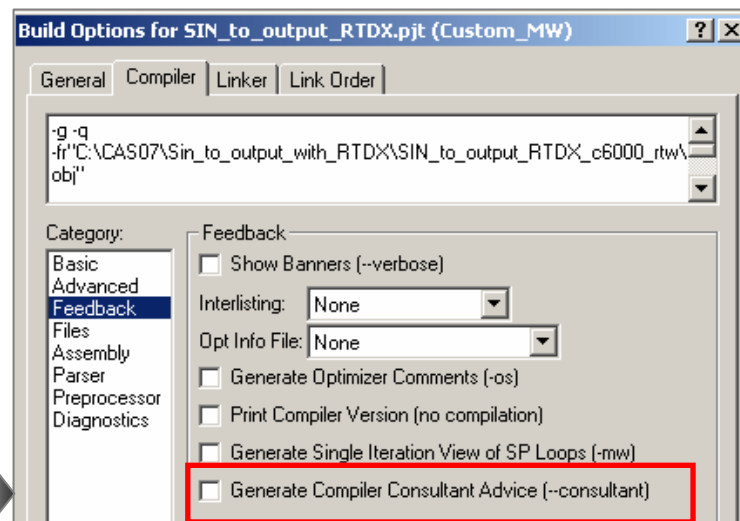 Build Options for SIN_to_output_RTDX.pjt (Custom_MW)
General Compiler Linker Link Order
-g -q
-fr"C:\CAS07\Sin_to_output_with_RTDX\SIN_to_output_RTDX_c6000_rtw\
obj"
Category:
Basic
Advanced
Feedback
Files
Assembly
Parser
Preprocessor
Diagnostics
Feedback
Show Banners (--verbose)
Interlisting: None
Opt Info File: None
Generate Optimizer Comments (-os)
Print Compiler Version (no compilation)
Generate Single Iteration View of SP Loops (-mw)
Generate Compiler Consultant Advice (--consultant)